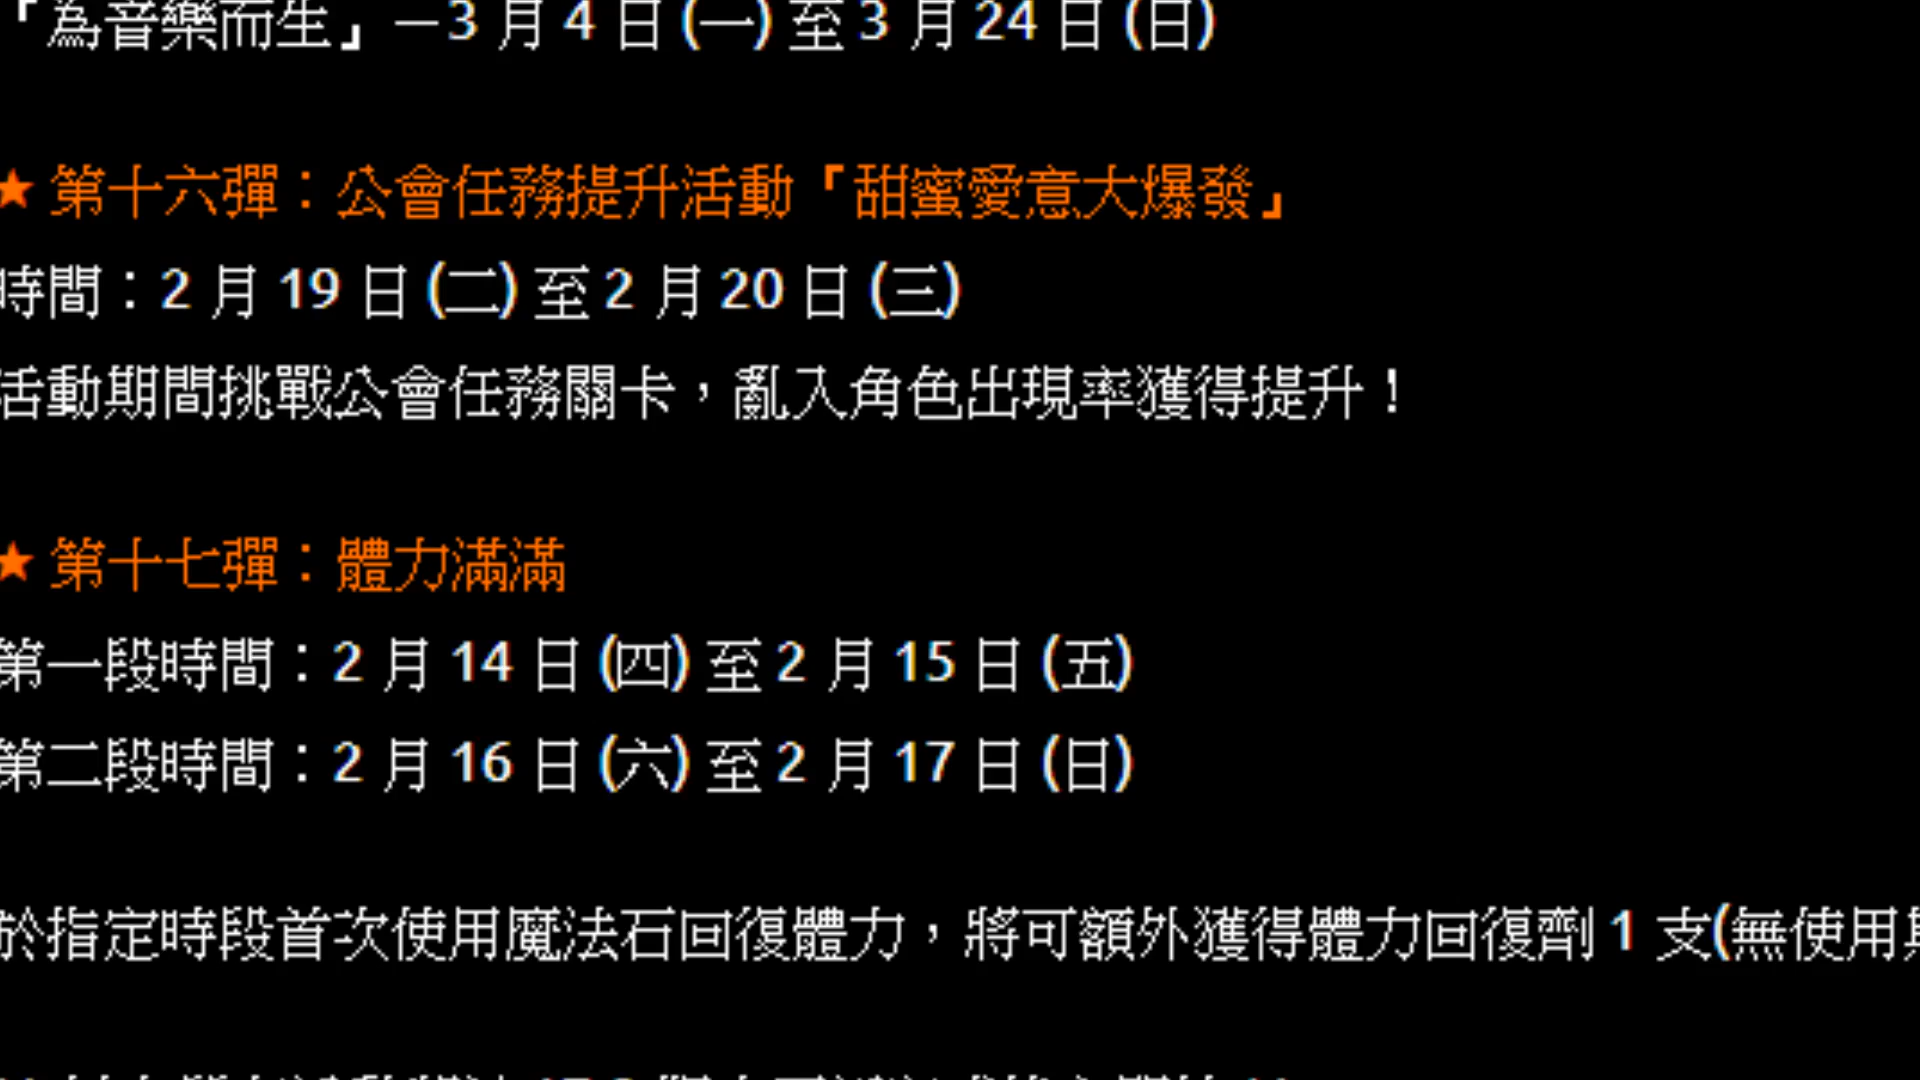 「為音樂而生」－3 月 4 日 (一) 至 3 月 24 日 (日)
★ 第十六彈：公會任務提升活動「甜蜜愛意大爆發」
時間：2 月 19 日 (二) 至 2 月 20 日 (三)
活動期間挑戰公會任務關卡，亂入角色出現率獲得提升！
★ 第十七彈：體力滿滿
第一段時間：2 月 14 日 (四) 至 2 月 15 日 (五)
第二段時間：2 月 16 日 (六) 至 2 月 17 日 (日)
於指定時段首次使用魔法石回復體力，將可額外獲得體力回復劑 1 支(無使用